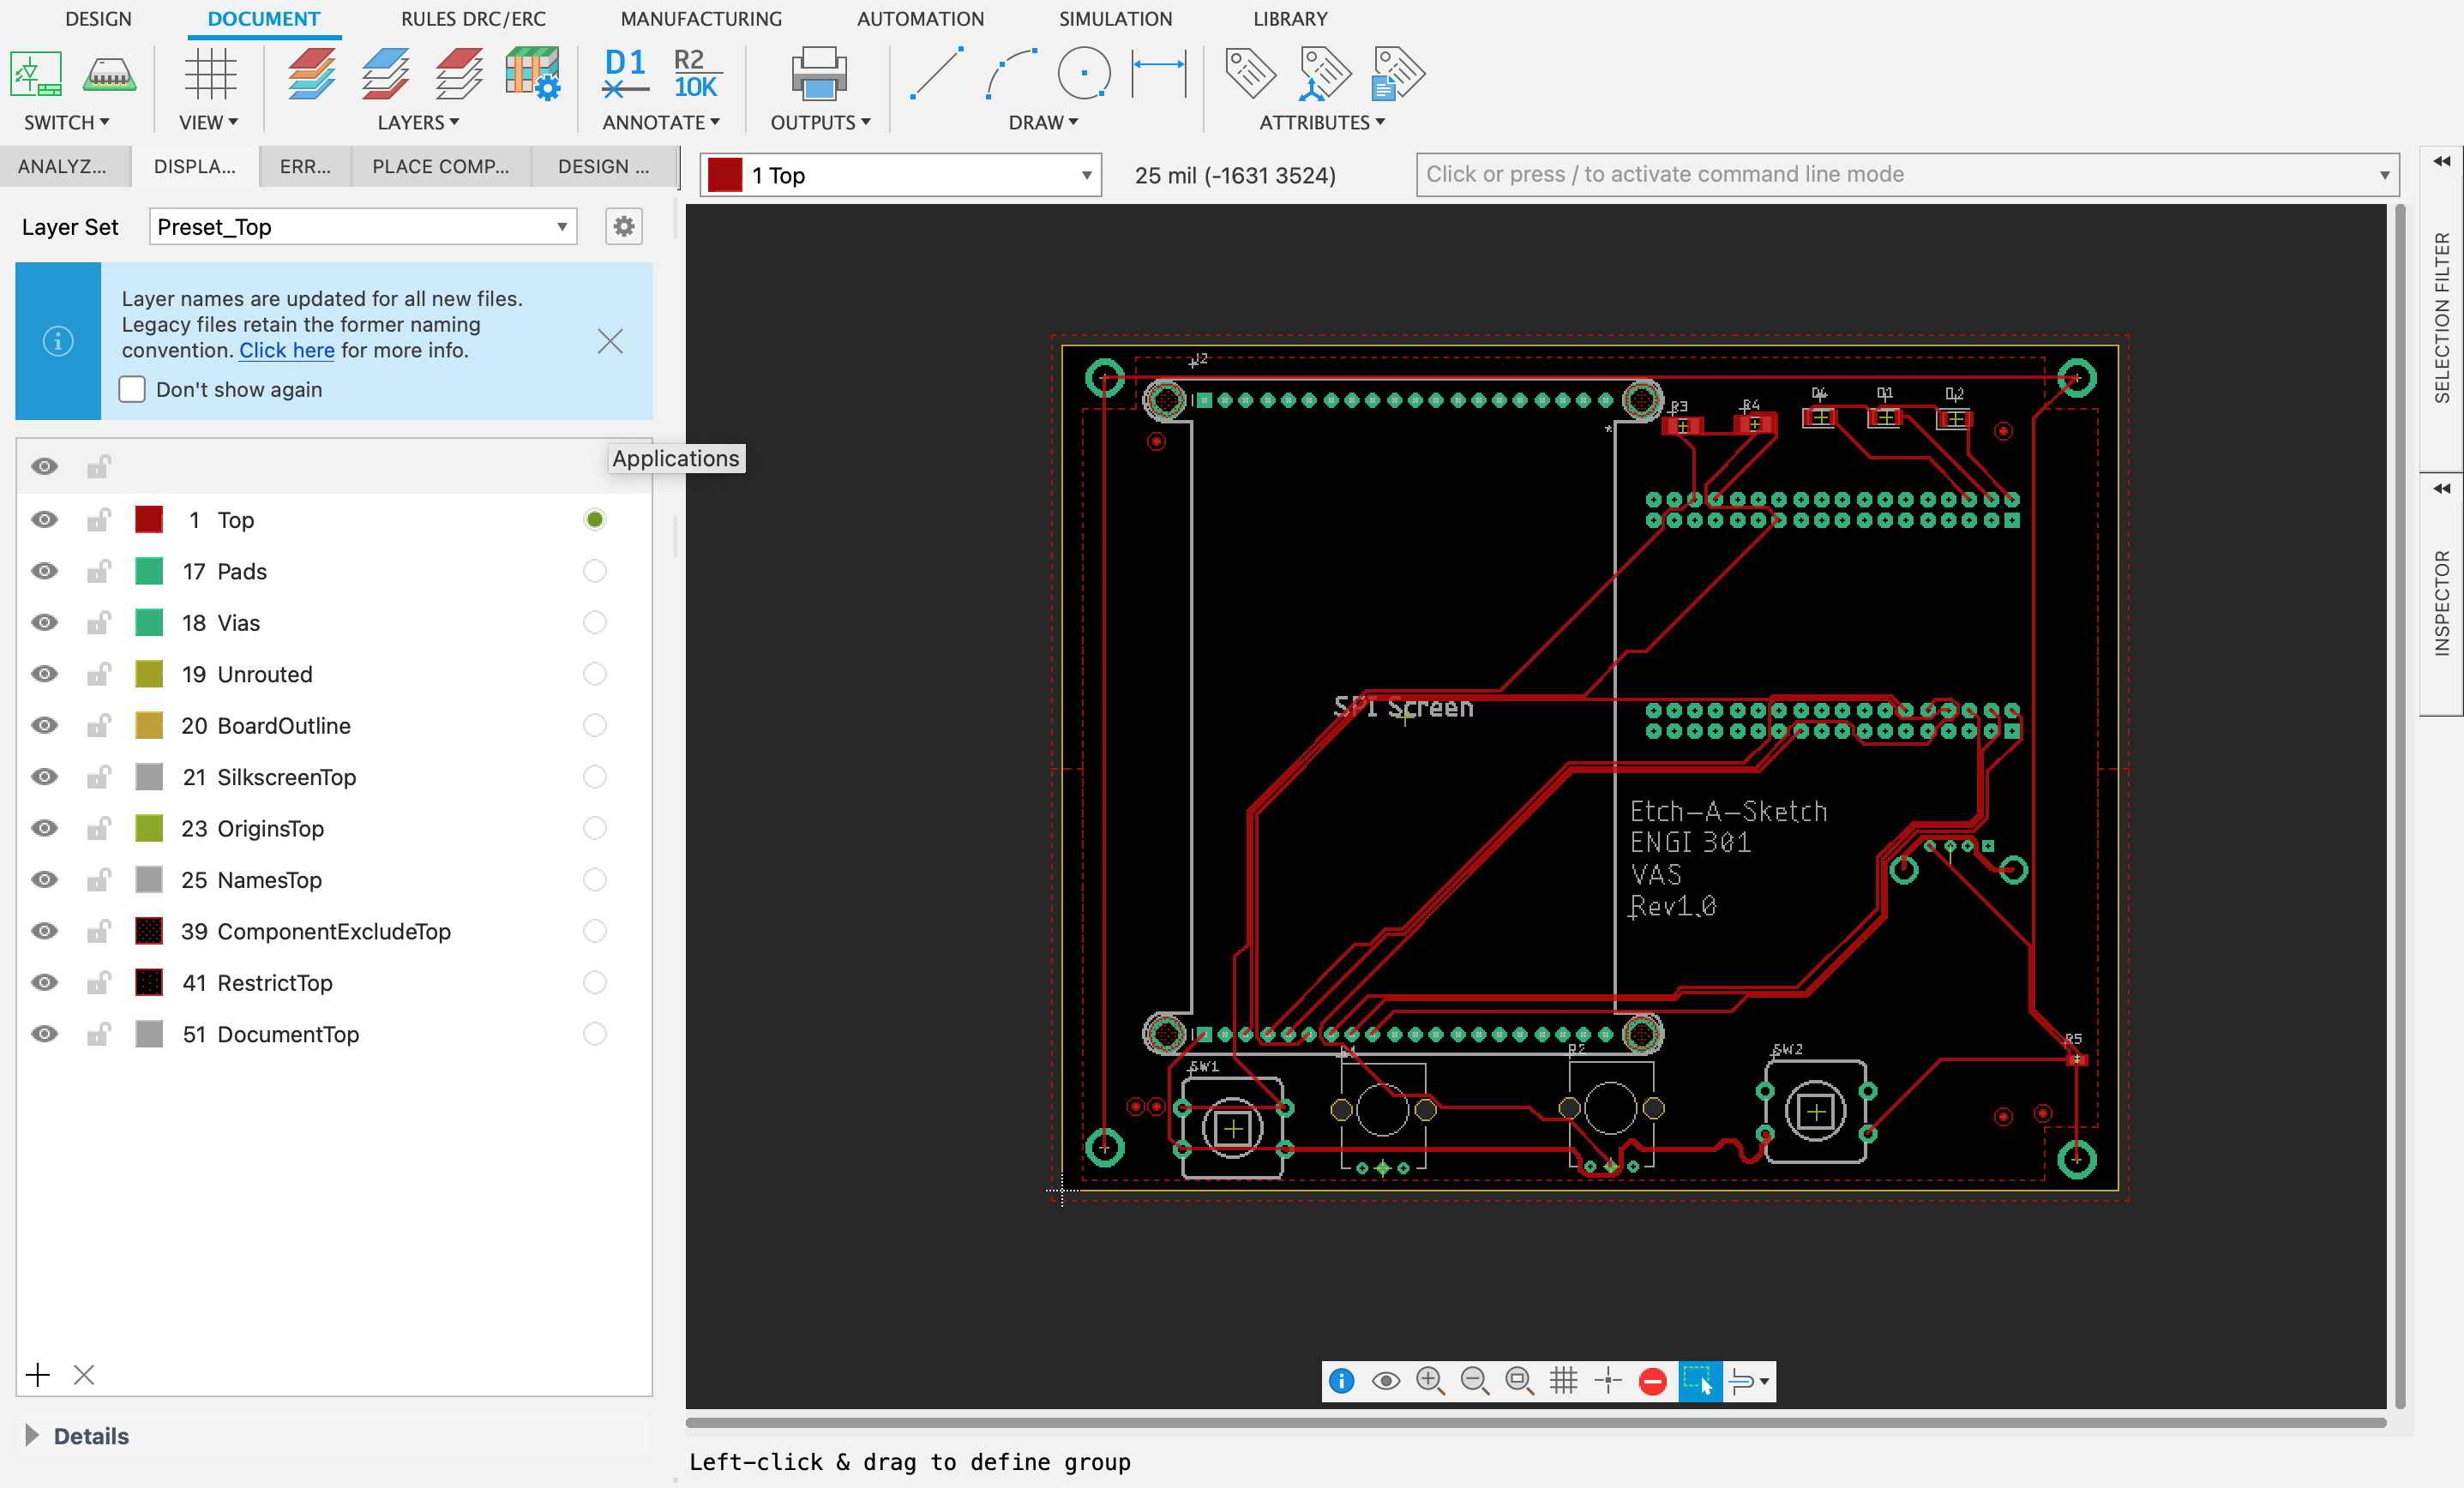 DESIGN
DOCUMENT
RULES DRC/ERC
MANUFACTURING
AUTOMATION
SIMULATION
LIBRARY
D1
R2
10K
SWITCH
VIEW
LAYERS
ANNOTATE
OUTPUTS
DRAW
ATTRIBUTES
ANALYZ...
DISPLA...
ERR...
PLACE COMP...
DESIGN ...
1 Top
25 mil (-1631 3524)
Click or press / to activate command line mode
Layer Set
Preset_Top
Layer names are updated for all new files.
Legacy files retain the former naming
convention. Click here for more info.
Don't show again
Applications
1 Top
17 Pads
18 Vias
19 Unrouted
20 BoardOutline
21 SilkscreenTop
23 OriginsTop
25 NamesTop
39 ComponentExcludeTop
41 RestrictTop
51 DocumentTop
Details
J2
R3
R4
SPI Screen
Etch-A-Sketch
ENGI 301
VAS
Rev1.0
R5
SW1
R2
SW2
SELECTION FILTER
INSPECTOR
Left-click & drag to define group